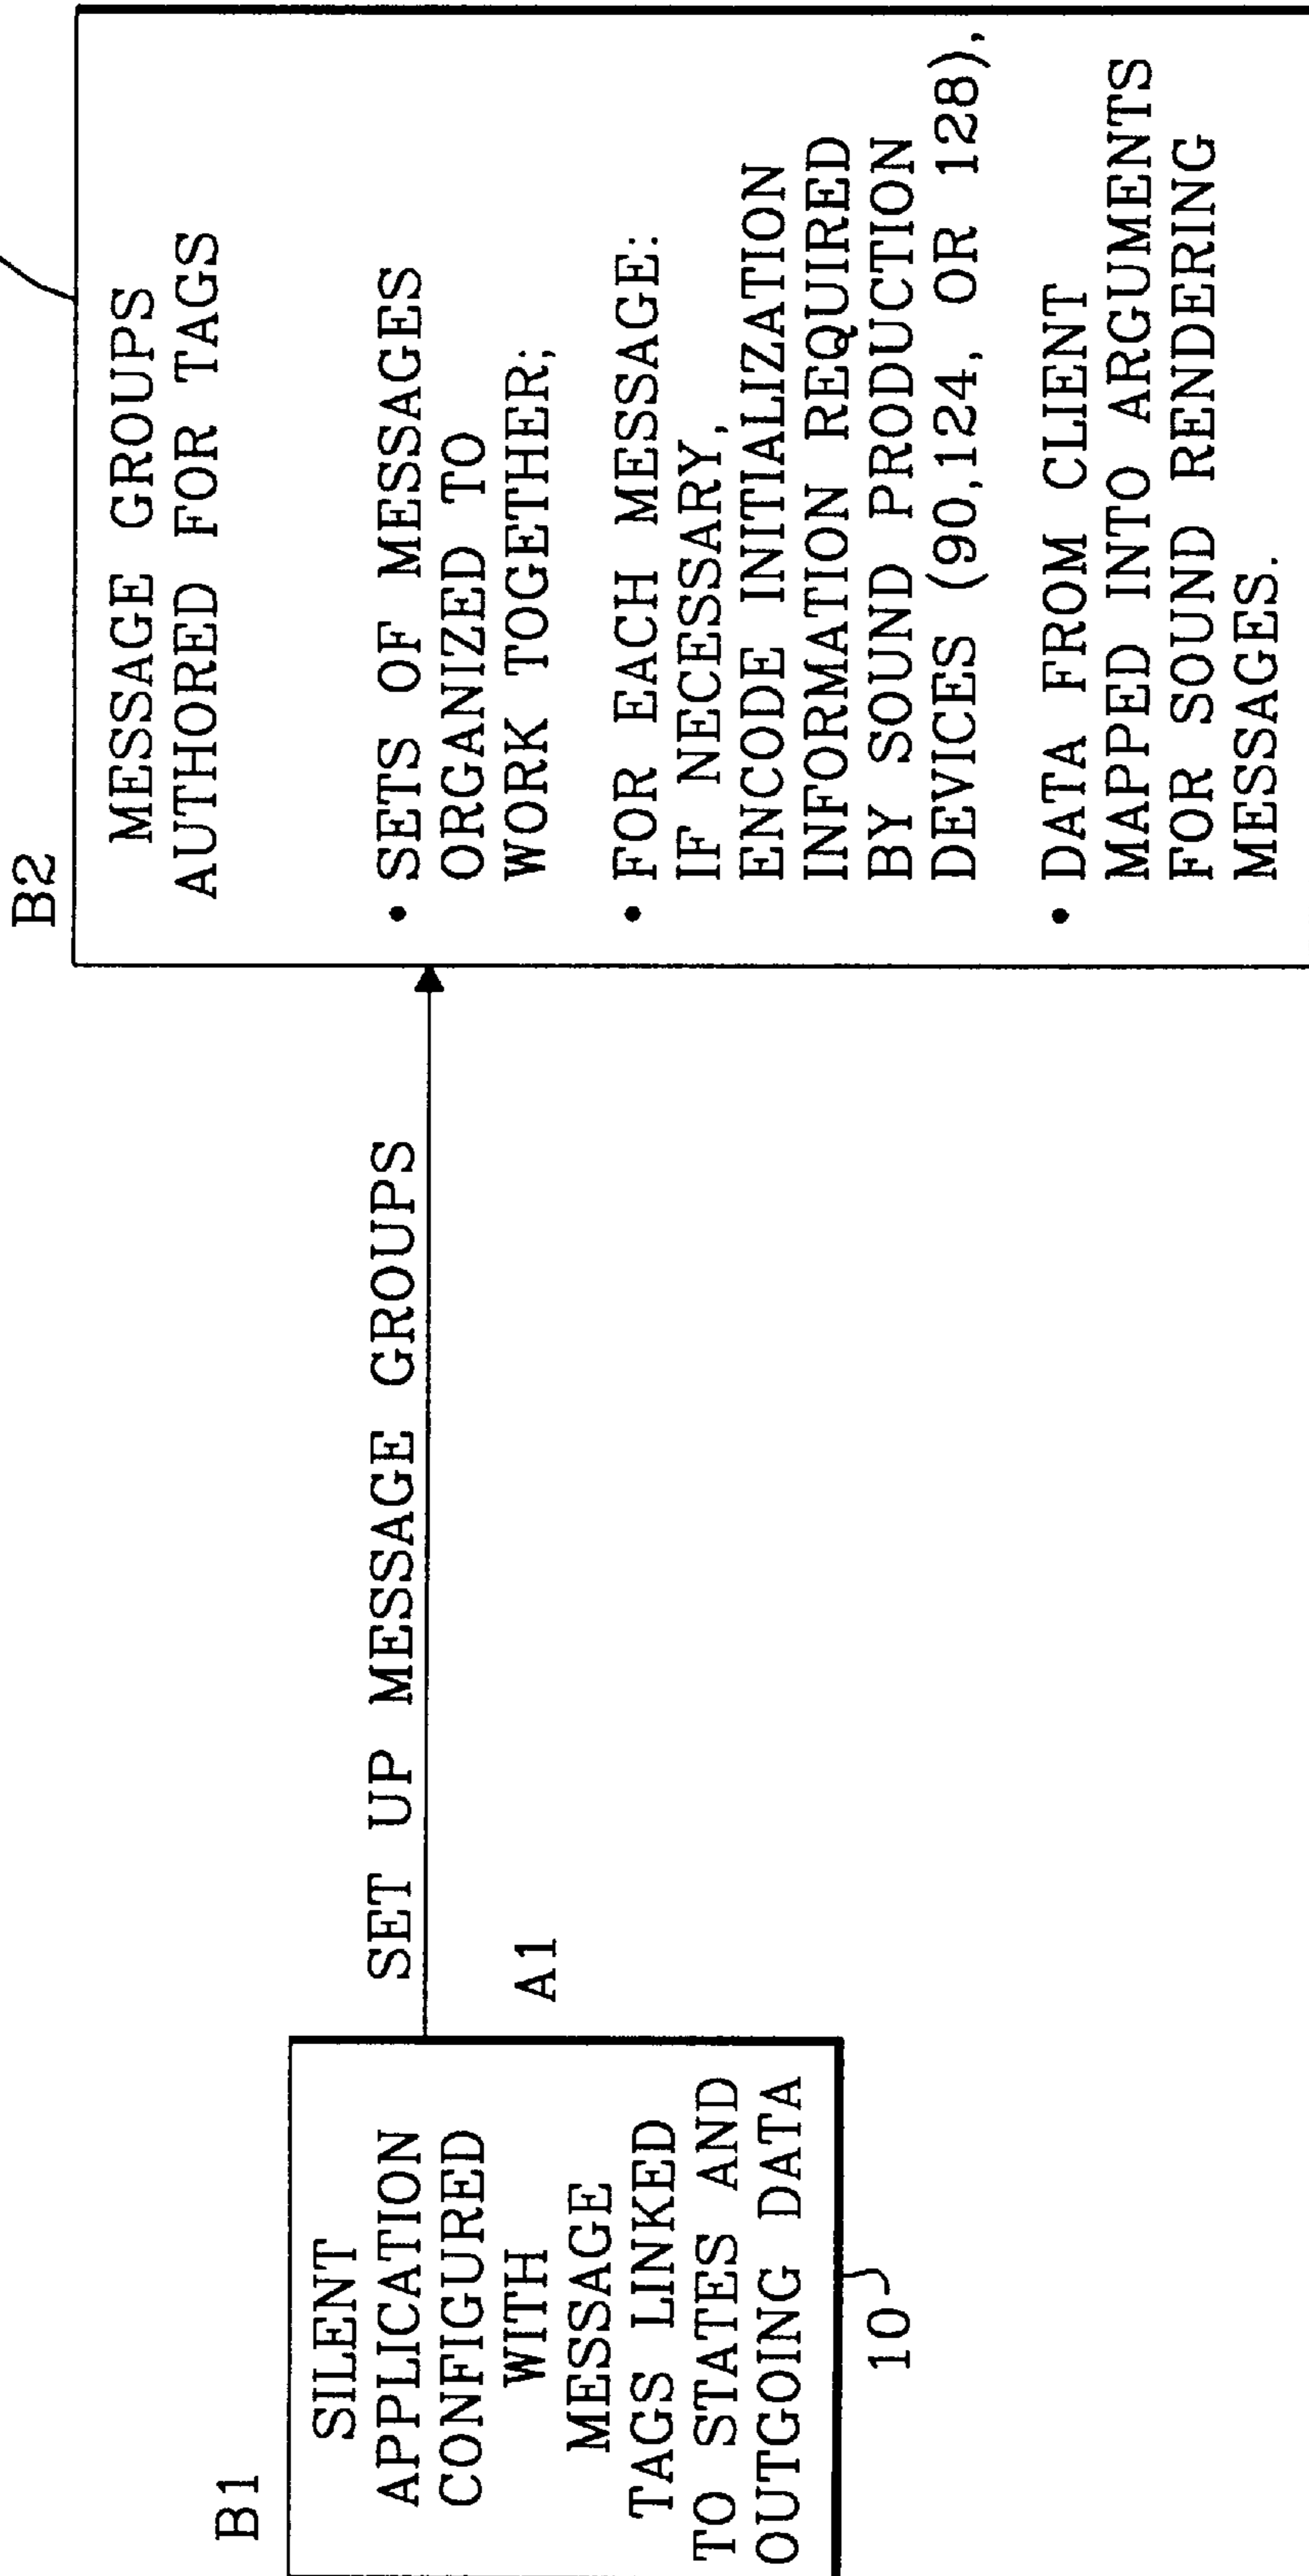 B1
SILENT
APPLICATION
CONFIGURED
WITH
MESSAGE
TAGS LINKED
TO STATES AND
OUTGOING DATA
10
SET UP MESSAGE GROUPS
A1
B2
MESSAGE GROUPS
AUTHORED FOR TAGS
• SETS OF MESSAGES
ORGANIZED TO
WORK TOGETHER;
• FOR EACH MESSAGE:
IF NECESSARY,
ENCODE INITIALIZATION
INFORMATION REQUIRED
BY SOUND PRODUCTION
DEVICES (90,124, OR 128),
• DATA FROM CLIENT
MAPPED INTO ARGUMENTS
FOR SOUND RENDERING
MESSAGES.